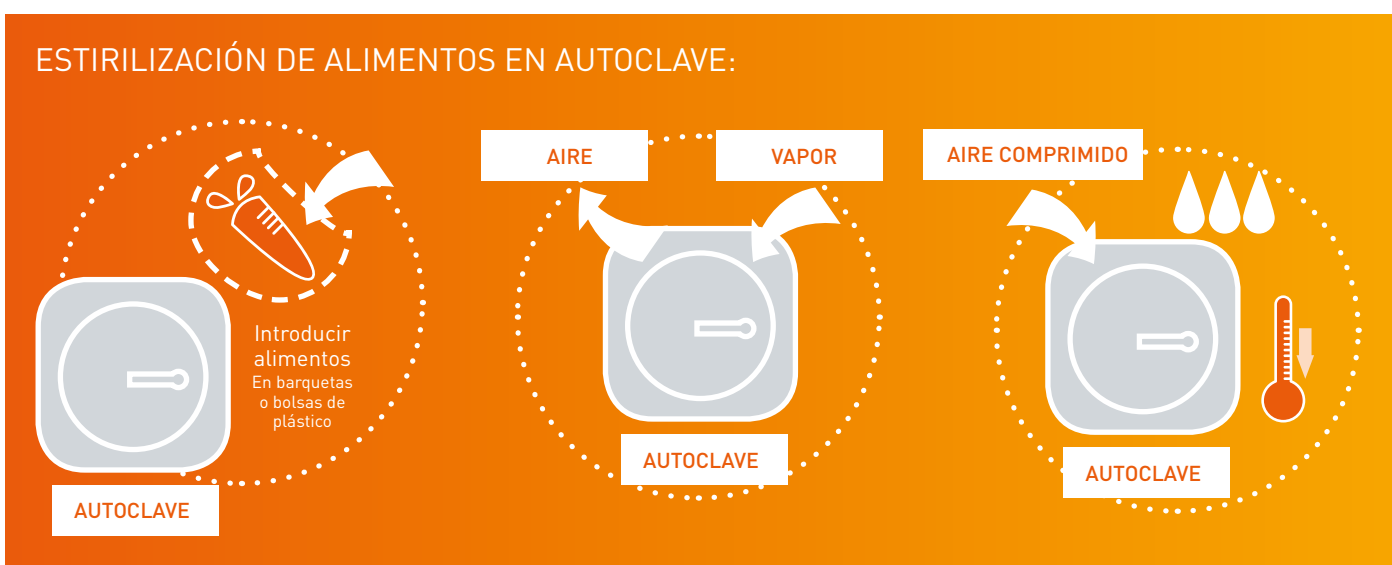 ESTIRILIZACIÓN DE ALIMENTOS EN AUTOCLAVE:
Introducir
alimentos
En barquetas
o bolsas de
plástico
AUTOCLAVE
AIRE
VAPOR
AUTOCLAVE
AIRE COMPRIMIDO
AUTOCLAVE